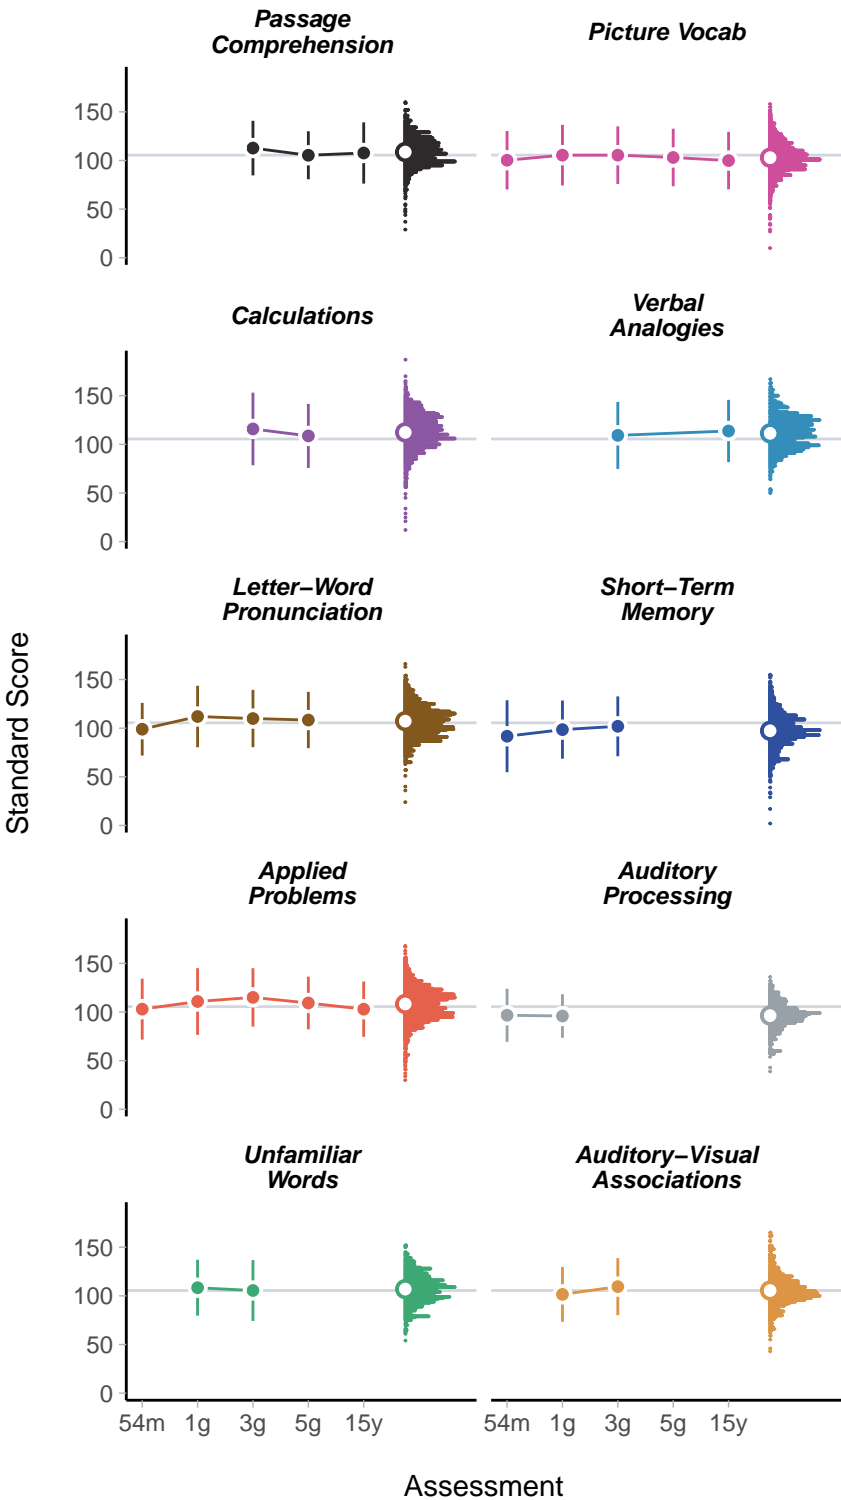 Passage
Comprehension
Picture Vocab
150
100
50
0
Calculations
Verbal
Analogies
150
100
50
0
Letter−Word
Pronunciation
Short−Term
Memory
150
100
50
0
Applied
Problems
Auditory
Processing
150
100
50
0
Unfamiliar
Words
Auditory−Visual
Associations
150
100
50
0
54m 1g 3g 5g 15y
54m 1g 3g 5g 15y
Standard Score
Assessment